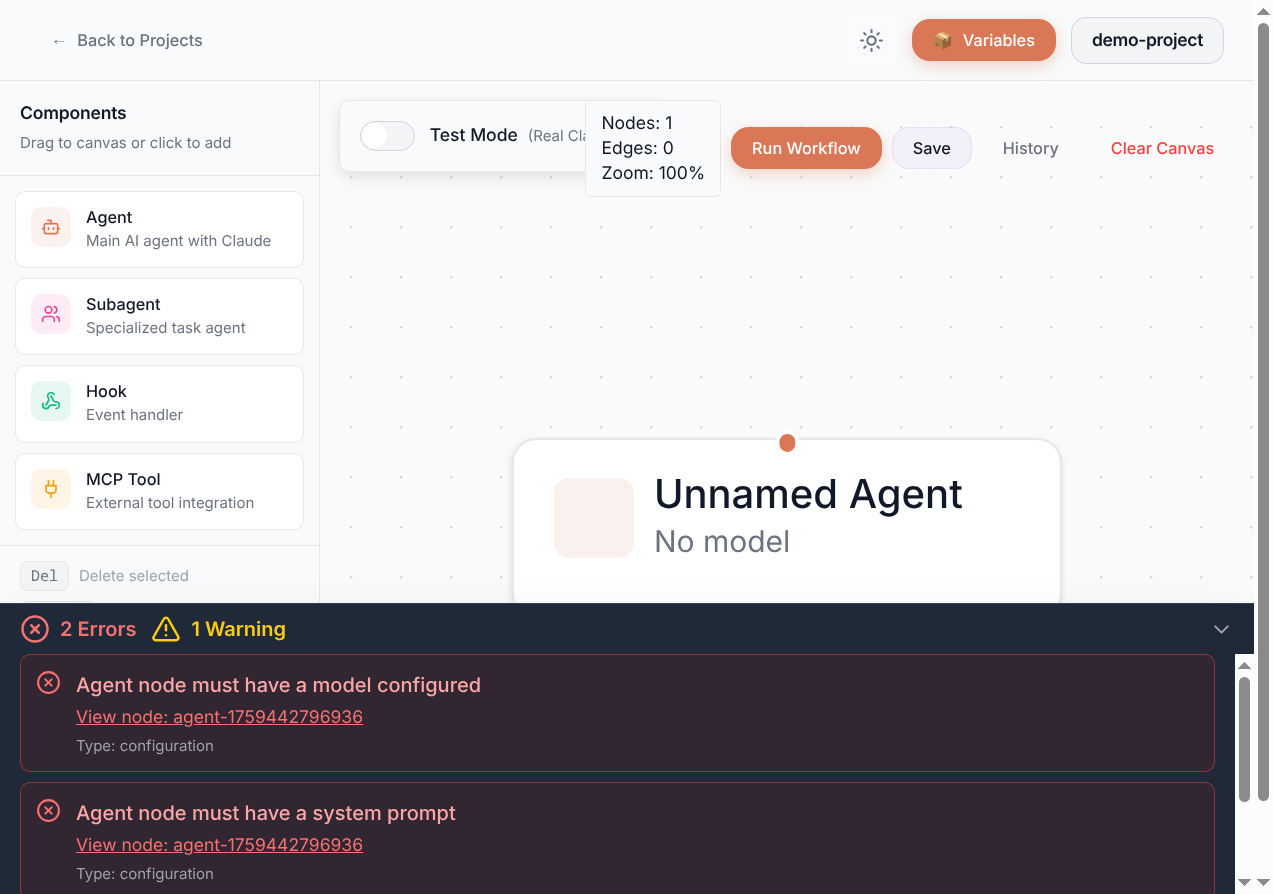 ← Back to Projects
Variables
demo-project
Components
Drag to canvas or click to add
Agent
Main AI agent with Claude
Subagent
Specialized task agent
Hook
Event handler
MCP Tool
External tool integration
Del Delete selected
Test Mode (Real Cla
Nodes: 1
Edges: 0
Zoom: 100%
Run Workflow
Save
History
Clear Canvas
Unnamed Agent
No model
2 Errors 1 Warning
Agent node must have a model configured
View node: agent-1759442796936
Type: configuration
Agent node must have a system prompt
View node: agent-1759442796936
Type: configuration